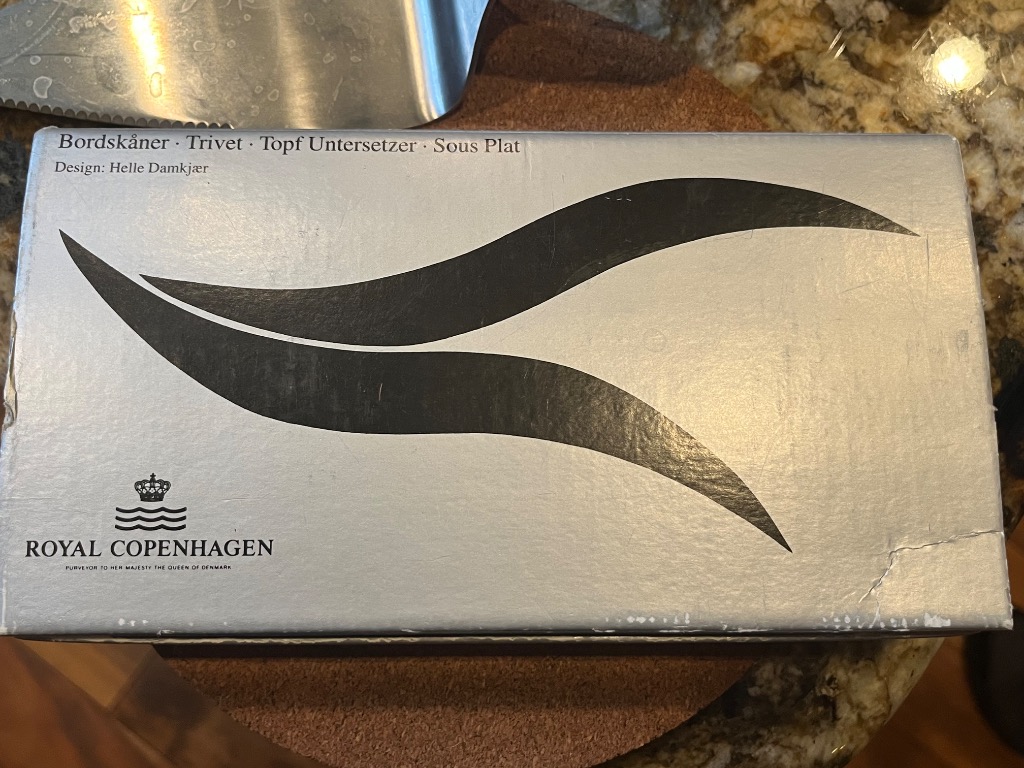 Bordskåner · Trivet · Topf Untersetzer · Sous Plat
Design: Helle Damkjær
ROYAL COPENHAGEN
PURVEYOR TO HER MAJESTY THE QUEEN OF DENMARK